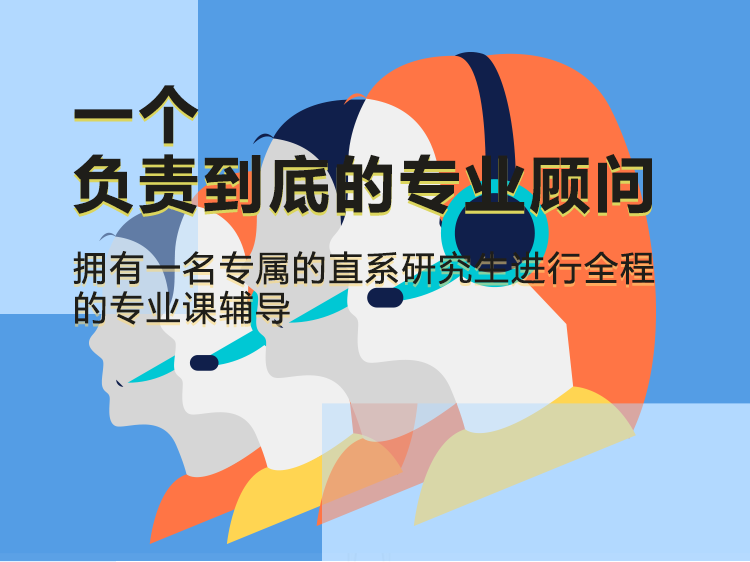 一个
负责到底的专业顾问
拥有一名专属的直系研究生进行全程
的专业课辅导